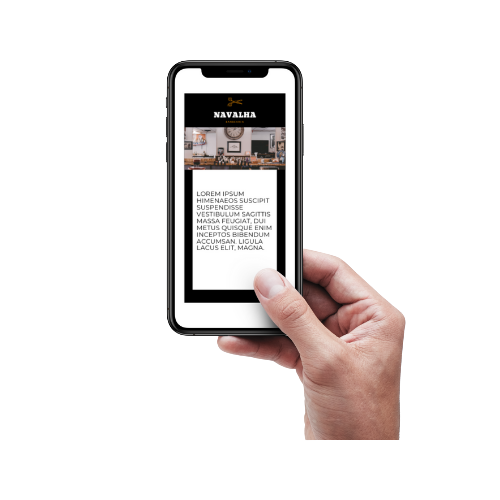 NAVALHA
LOREM IPSUM
HIMENAEOS SUSCIPIT
SUSPENDISSE
VESTIBULUM SAGITTIS
MASSA FEUGIAT, DUI
METUS QUISQUE ENIM
INCEPTOS BIBENDUM
ACCUMSAN. LIGULA
LACUS ELIT, MAGNA.